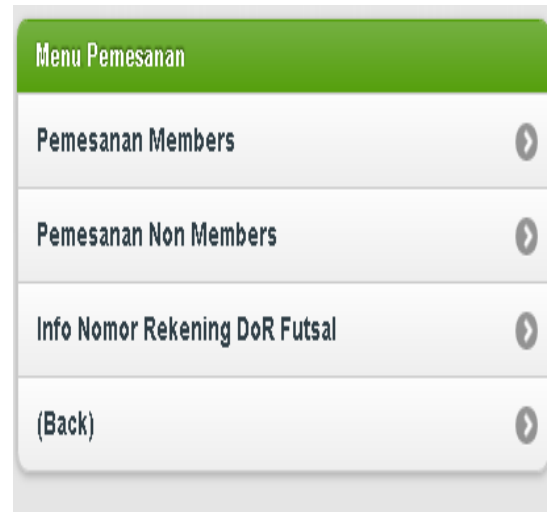 Menu Pemesanan
Pemesanan Members
Pemesanan Non Members
Info Nomor Rekening DoR Futsal
(Back)